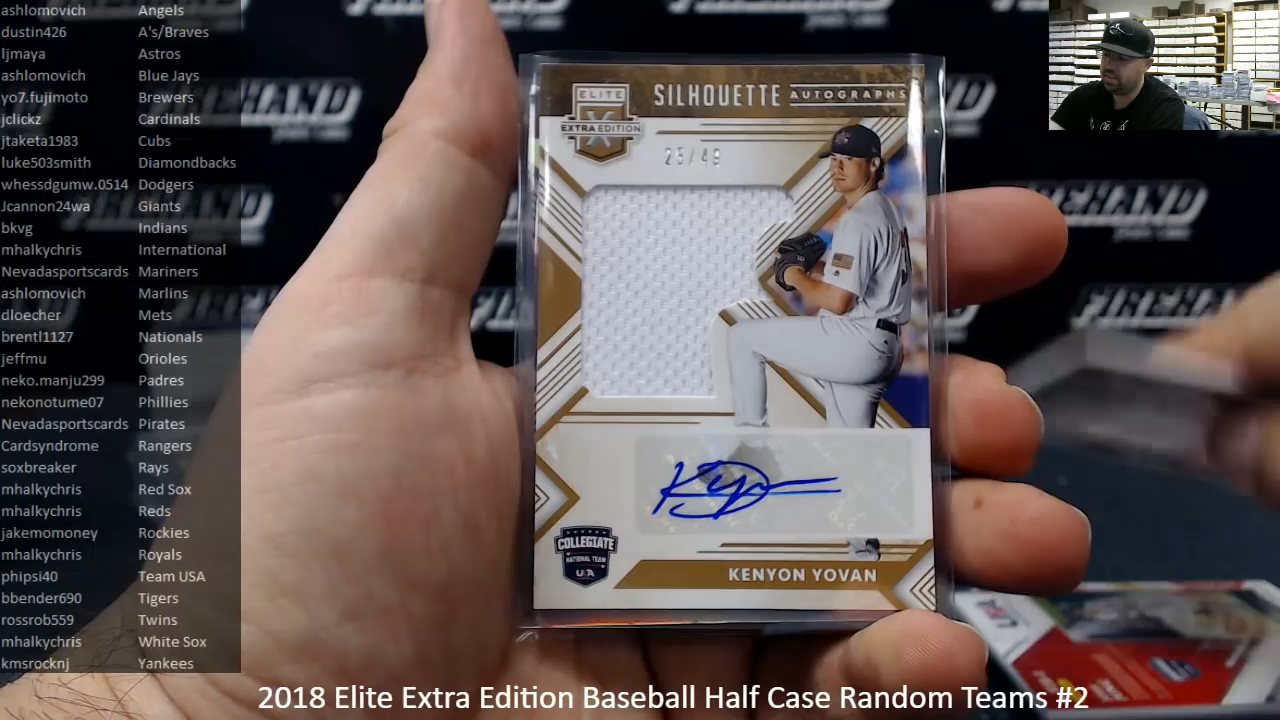 ashlomovich Angels
dustin426 A's/Braves
ljmaya Astros
ashlomovich Blue Jays
yo7.fujimoto Brewers
jclickz Cardinals
jtaketa1983 Cubs
luke503smith Diamondbacks
whessdgumw.0514 Dodgers
Jcannon24wa Giants
bkvg Indians
mhalkychris International
Nevadasportscards Mariners
ashlomovich Marlins
dloecher Mets
brentl1127 Nationals
jeffmu Orioles
neko.manju299 Padres
nekonotume07 Phillies
Nevadasportscards Pirates
Cardsyndrome Rangers
soxbreaker Rays
mhalkychris Red Sox
mhalkychris Reds
jakemomoney Rockies
mhalkychris Royals
phipsi40 Team USA
bbender690 Tigers
rossrob559 Twins
mhalkychris White Sox
kmsrocknj Yankees
ELITE
EXTRA EDITION
SILHOUETTE AUTOGRAPHS
25/49
COLLEGIATE
NATIONAL TEAM
USA
KENYON YOVAN
FIREHAND
FIREHAND
FIREHAND
2018 Elite Extra Edition Baseball Half Case Random Teams #2